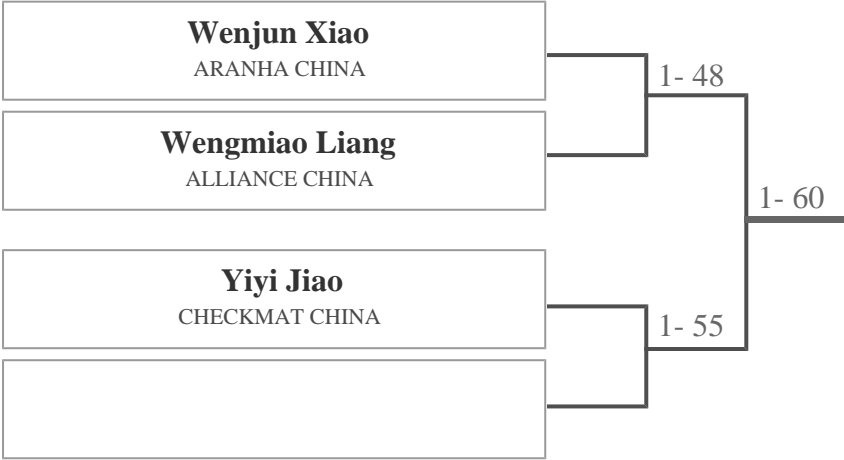 Wenjun Xiao
ARANHA CHINA
1- 48
Wengmiao Liang
ALLIANCE CHINA
1- 60
Yiyi Jiao
CHECKMAT CHINA
1- 55